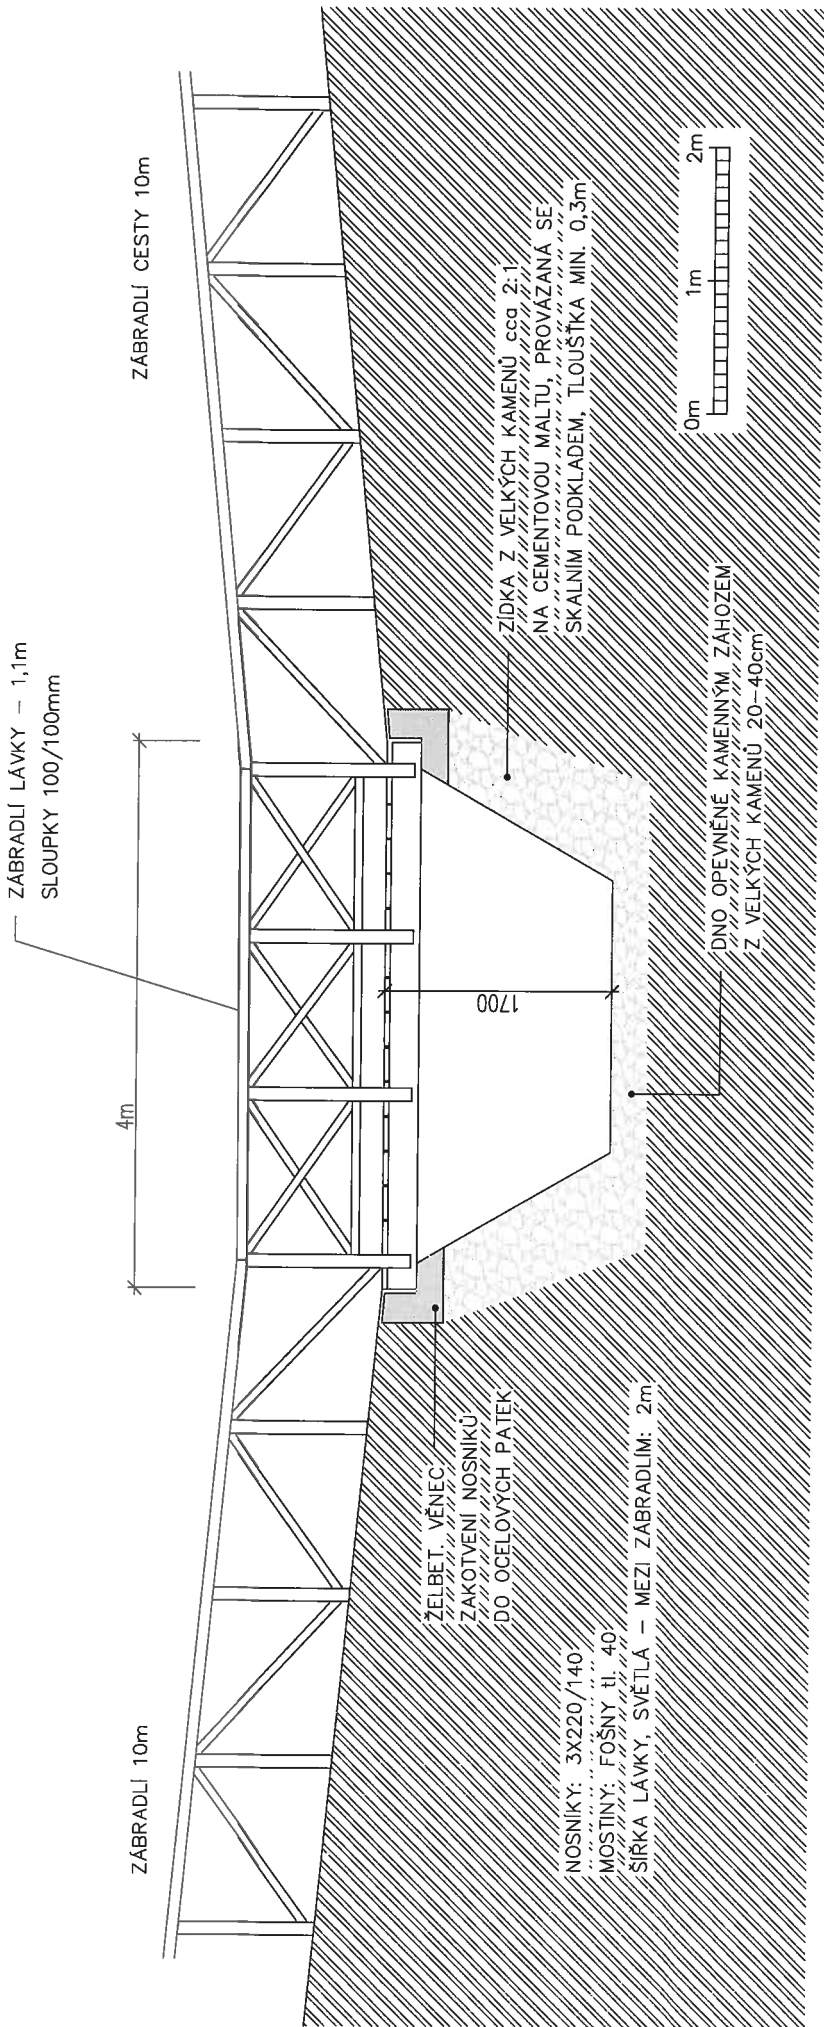 ZÁBRADLÍ LÁVKY – 1,1m
SLOUPKY 100/100mm
4m
ZÁBRADLÍ 10m
ZÁBRADLÍ CESTY 10m
1700
ŽELBET. VĚNEC
ZAKOTVENÍ NOSNÍKŮ
DO OCELOVÝCH PATEK
ZÍDKA Z VELKÝCH KAMENŮ cca 2:1
NA CEMENTOVOU MALTU, PROVÁZANÁ SE
SKALNÍM PODKLADEM, TLOUŠŤKA MIN. 0,3m
NOSNÍKY: 3X220/140
MOSTINY: FOŠNY tl. 40
ŠÍŘKA LÁVKY, SVĚTLÁ – MEZI ZÁBRADLÍM: 2m
DNO OPEVNĚNÉ KAMENNÝM ZÁHOZEM
Z VELKÝCH KAMENŮ 20–40cm
0m
1m
2m